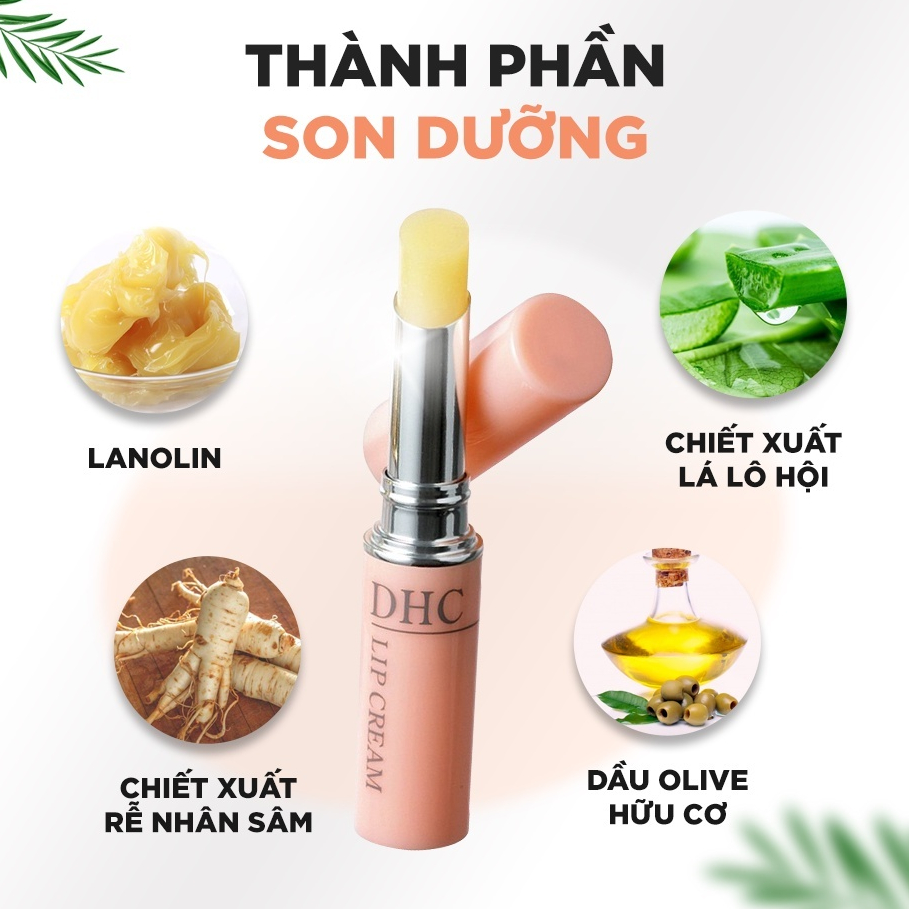 THÀNH PHẦN
SON DƯỠNG
LANOLIN
CHIẾT XUẤT
LÁ LÔ HỘI
DHC
LIP CREAM
CHIẾT XUẤT
RỄ NHÂN SÂM
DẦU OLIVE
HỮU CƠ